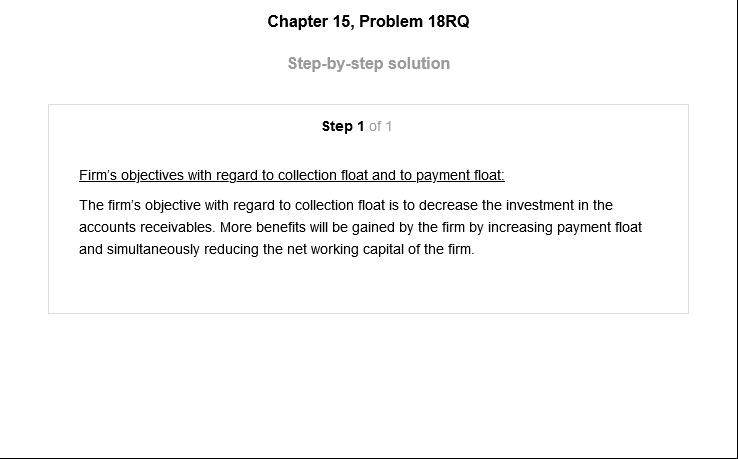 Chapter 15, Problem 18RQ
Step-by-step solution
Step 1 of 1
Firm's objectives with regard to collection float and to payment float:
The firm's objective with regard to collection float is to decrease the investment in the
accounts receivables. More benefits will be gained by the firm by increasing payment float
and simultaneously reducing the net working capital of the firm.